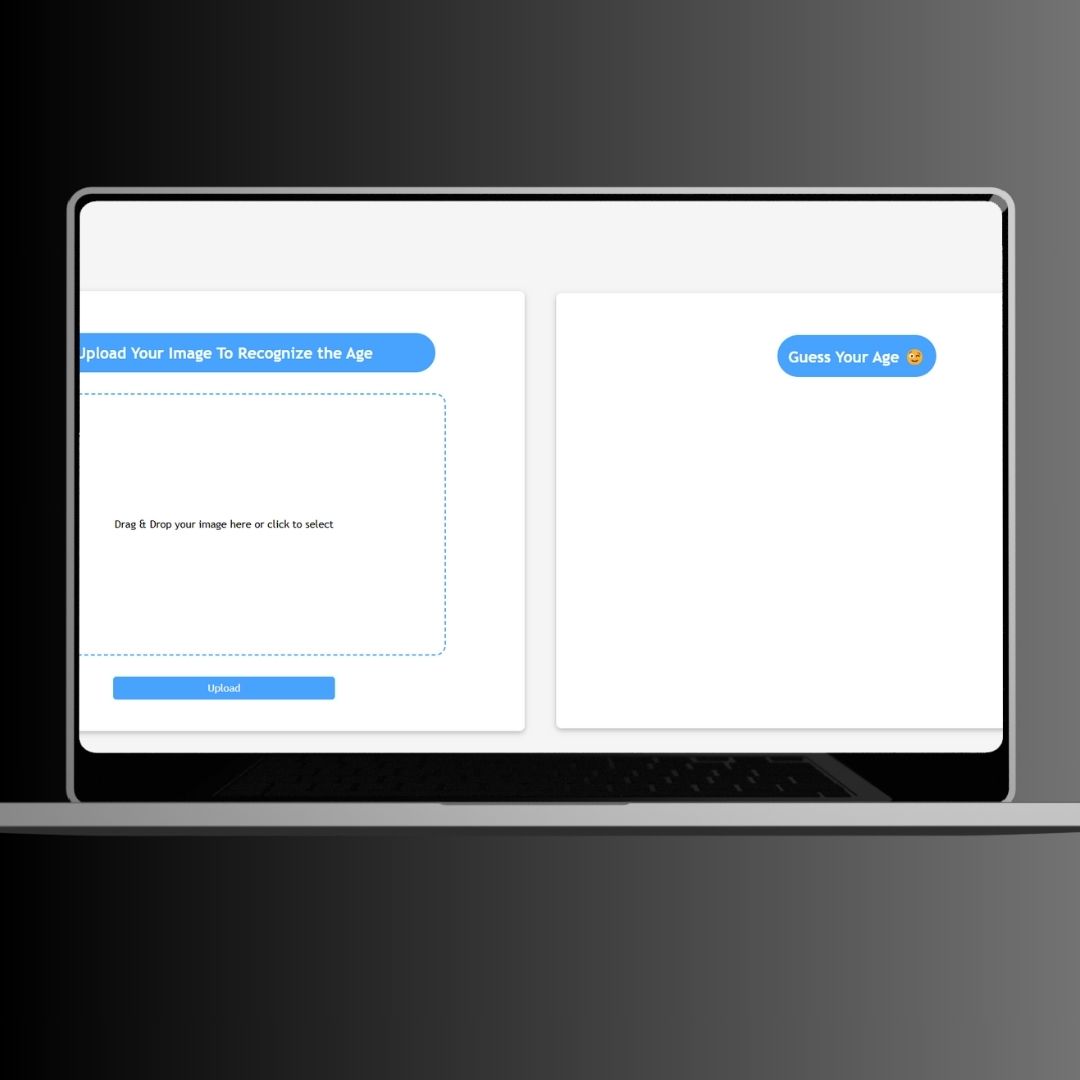 Upload Your Image To Recognize the Age
Guess Your Age 😉
Drag & Drop your image here or click to select
Upload